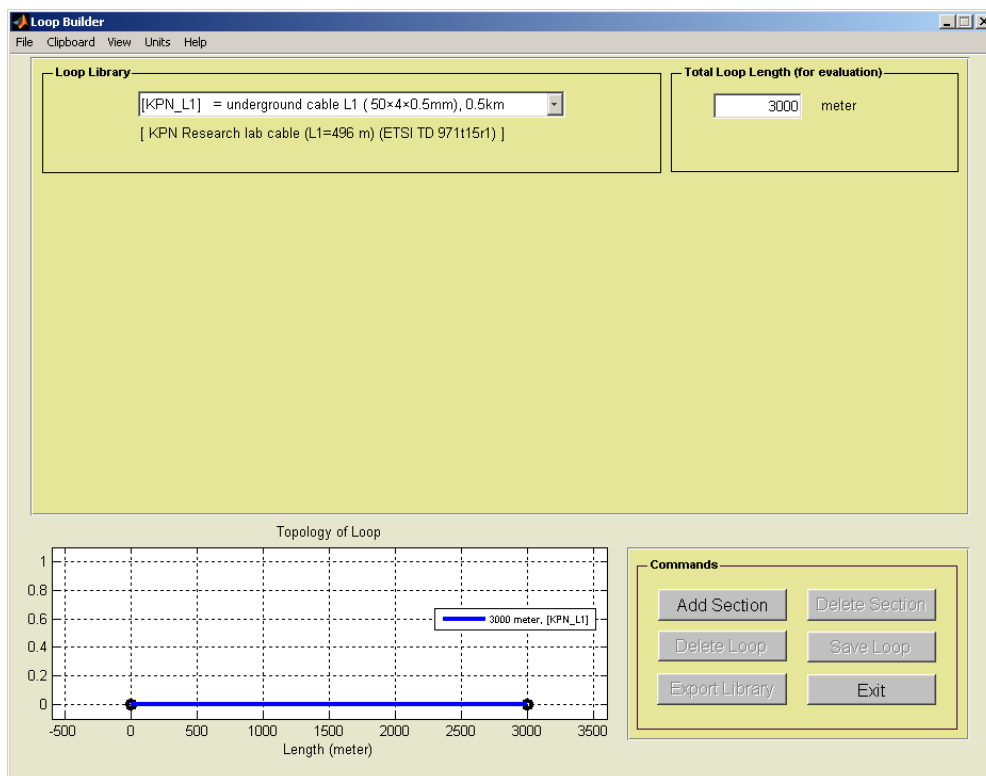 Loop Builder
File Clipboard View Units Help
Loop Library
[KPN_L1] = underground cable L1 ( 50×4×0.5mm), 0.5km
[ KPN Research lab cable (L1=496 m) (ETSI TD 971t15r1) ]
Total Loop Length (for evaluation)
3000 meter
Topology of Loop
1
0.8
0.6
0.4
0.2
0
3000 meter, [KPN_L1]
-500 0 500 1000 1500 2000 2500 3000 3500
Length (meter)
Commands
Add Section Delete Section
Delete Loop Save Loop
Export Library Exit